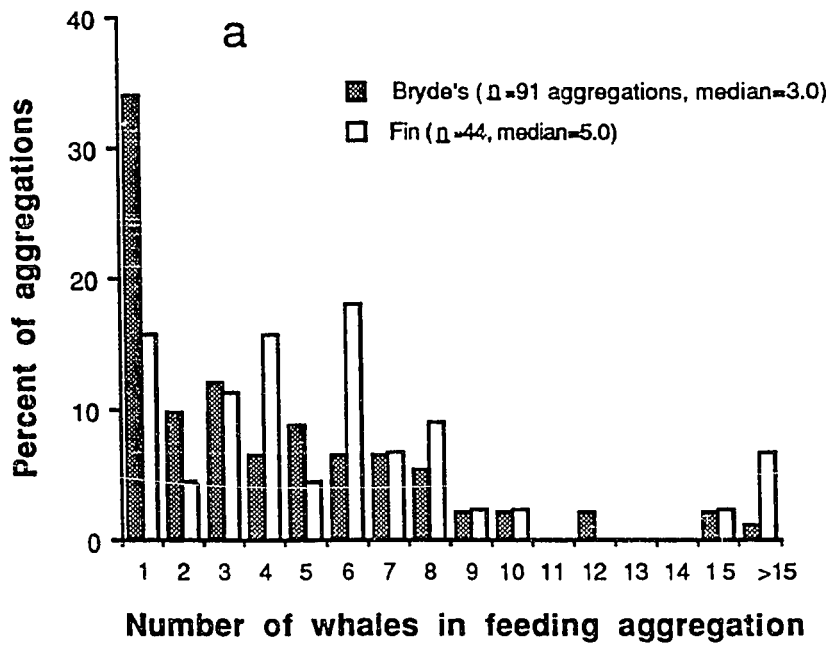 a
Bryde's (n=91 aggregations, median=3.0)
Fin (n=44, median=5.0)
Percent of aggregations
40
30
20
10
0
1 2 3 4 5 6 7 8 9 10 11 12 13 14 15 >15
Number of whales in feeding aggregation